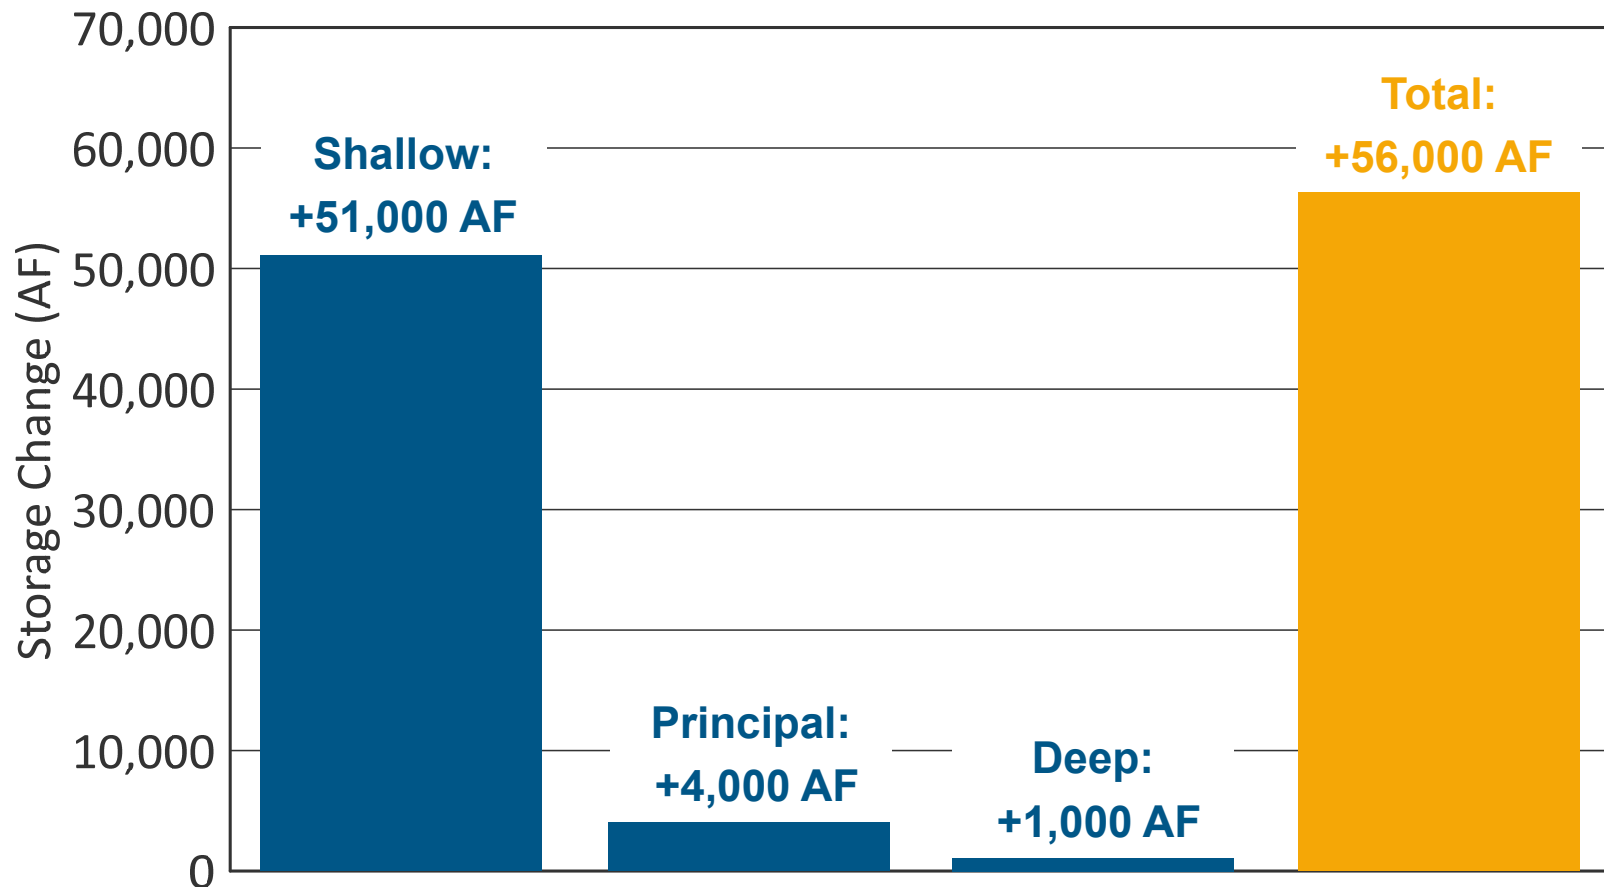 Storage Change (AF)
70,000
60,000
50,000
40,000
30,000
20,000
10,000
0
Shallow:
+51,000 AF
Principal:
+4,000 AF
Deep:
+1,000 AF
Total:
+56,000 AF